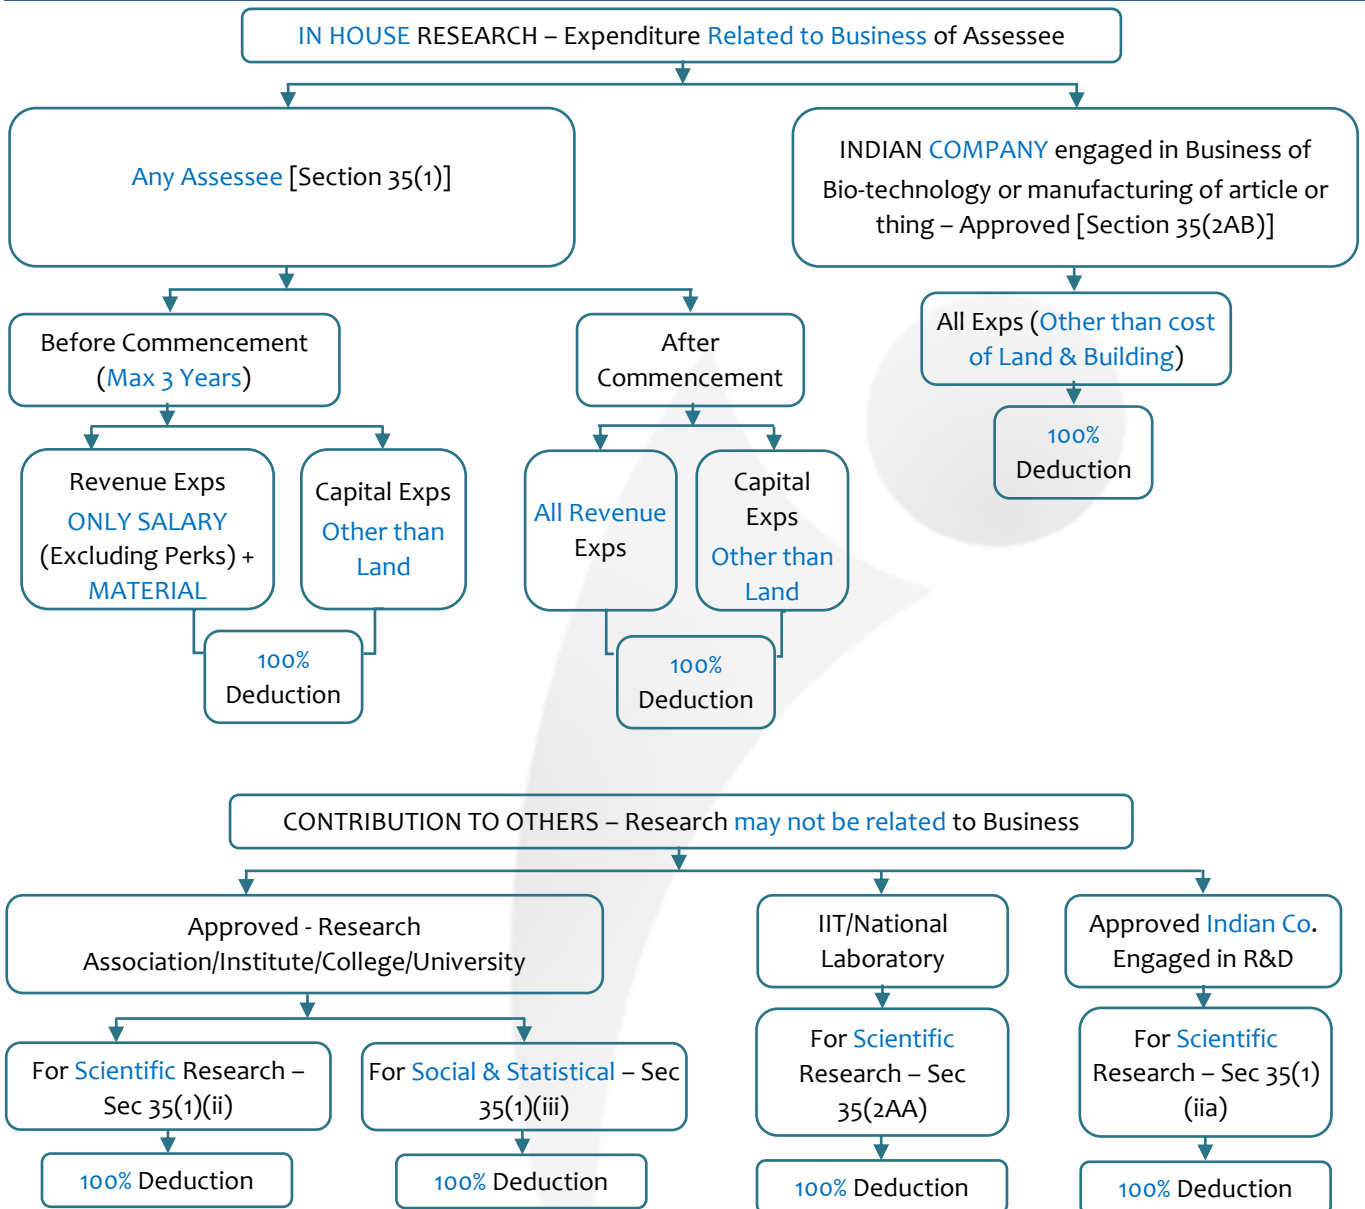 IN HOUSE RESEARCH – Expenditure Related to Business of Assessee
Any Assessee [Section 35(1)]
INDIAN COMPANY engaged in Business of
Bio-technology or manufacturing of article or
thing – Approved [Section 35(2AB)]
Before Commencement
(Max 3 Years)
After
Commencement
All Exps (Other than cost
of Land & Building)
100%
Deduction
Revenue Exps
ONLY SALARY
(Excluding Perks) +
MATERIAL
Capital Exps
Other than
Land
All Revenue
Exps
Capital
Exps
Other than
Land
100%
Deduction
100%
Deduction
CONTRIBUTION TO OTHERS – Research may not be related to Business
Approved - Research
Association/Institute/College/University
IIT/National
Laboratory
Approved Indian Co.
Engaged in R&D
For Scientific Research –
Sec 35(1)(ii)
For Social & Statistical – Sec
35(1)(iii)
For Scientific
Research – Sec
35(2AA)
For Scientific
Research – Sec 35(1)
(iia)
100% Deduction
100% Deduction
100% Deduction
100% Deduction